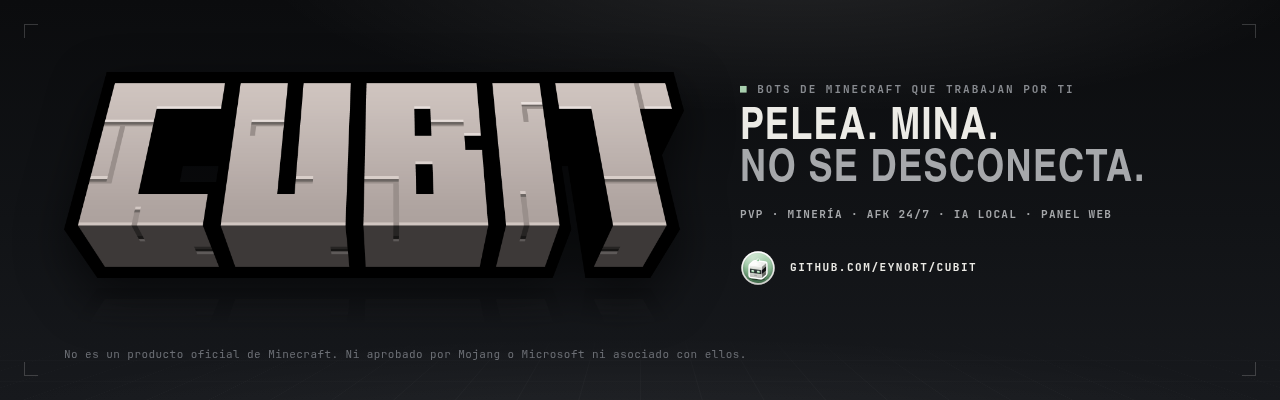 CUBIT
BOTS DE MINECRAFT QUE TRABAJAN POR TI
PELEA. MINA.
NO SE DESCONECTA.
PVP · MINERÍA · AFK 24/7 · IA LOCAL · PANEL WEB
GITHUB.COM/EYNORT/CUBIT
No es un producto oficial de Minecraft. Ni aprobado por Mojang o Microsoft ni asociado con ellos.